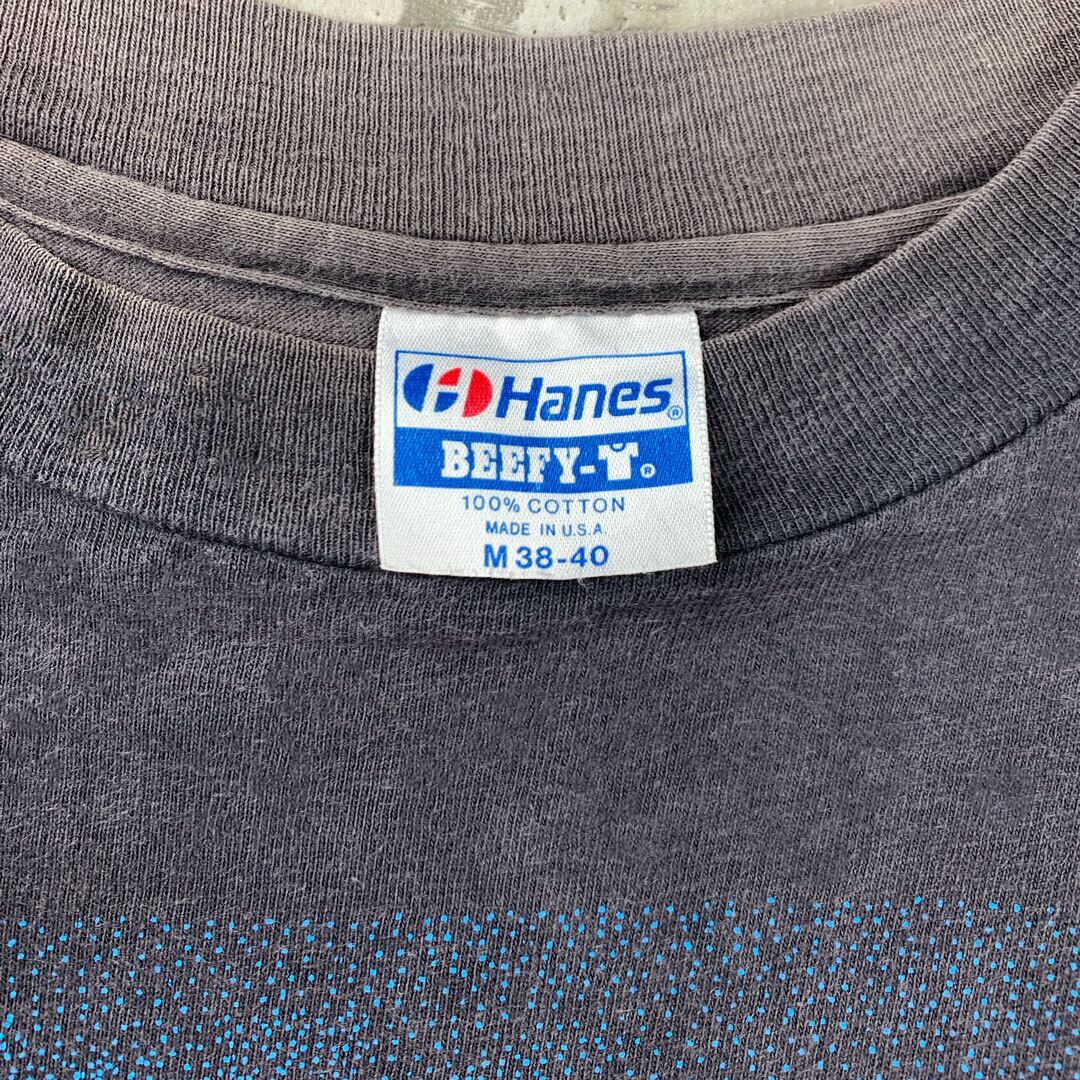 Hanes®
BEEFY-T®
100% COTTON
MADE IN U.S.A.
M 38-40